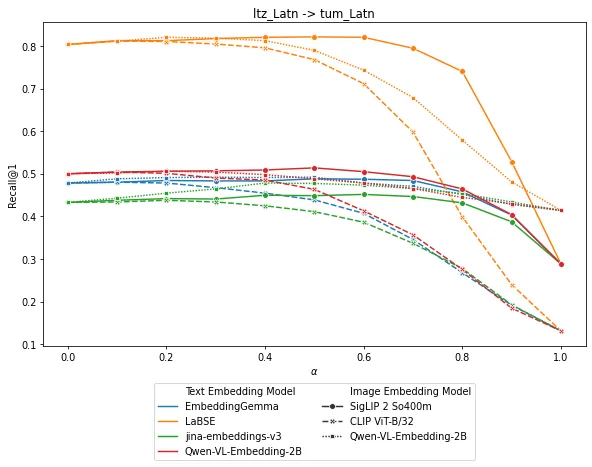 ltz_Latn -> tum_Latn
Recall@1
0.8
0.7
0.6
0.5
0.4
0.3
0.2
0.1
0.0 0.2 0.4 0.6 0.8 1.0
α
Text Embedding Model Image Embedding Model
EmbeddingGemma SigLIP 2 So400m
LaBSE CLIP ViT-B/32
jina-embeddings-v3 Qwen-VL-Embedding-2B
Qwen-VL-Embedding-2B